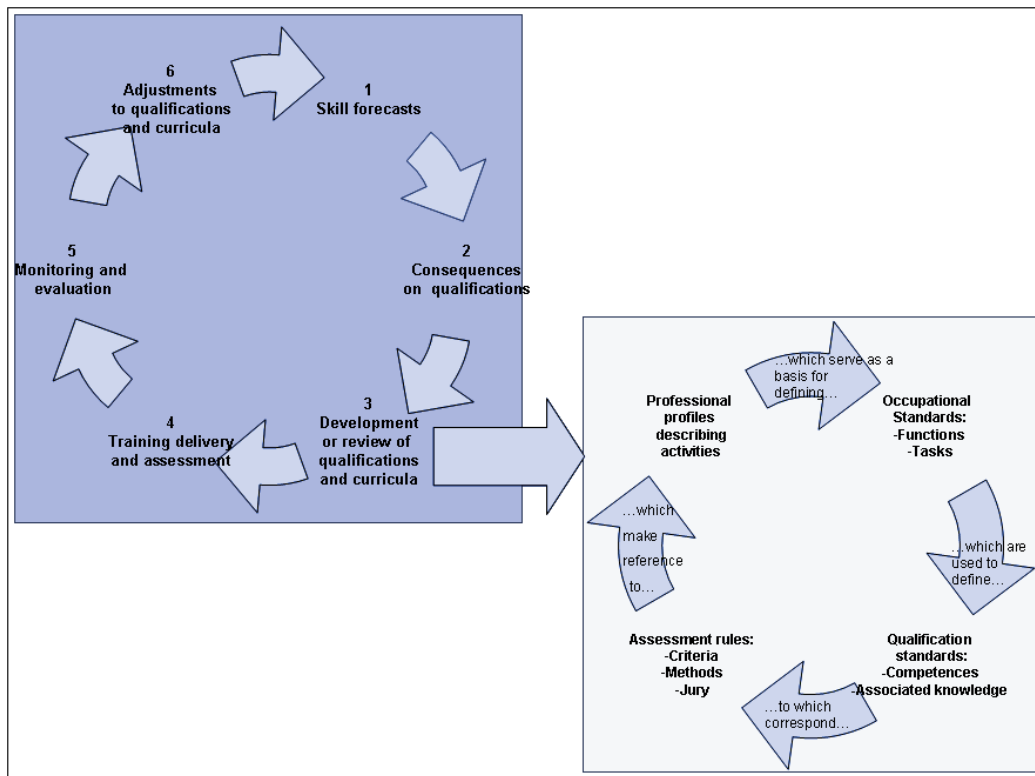 6
Adjustments
to qualifications
and curricula
1
Skill forecasts
2
Consequences
on qualifications
3
Development
or review of
qualifications
and curricula
4
Training delivery
and assessment
5
Monitoring and
evaluation
Professional
profiles
describing
activities
…which serve as a
basis for
defining…
Occupational
Standards:
-Functions
-Tasks
…which are
used to
define…
Qualification
standards:
-Competences
-Associated knowledge
…to which
correspond…
Assessment rules:
-Criteria
-Methods
-Jury
…which
make
reference
to…